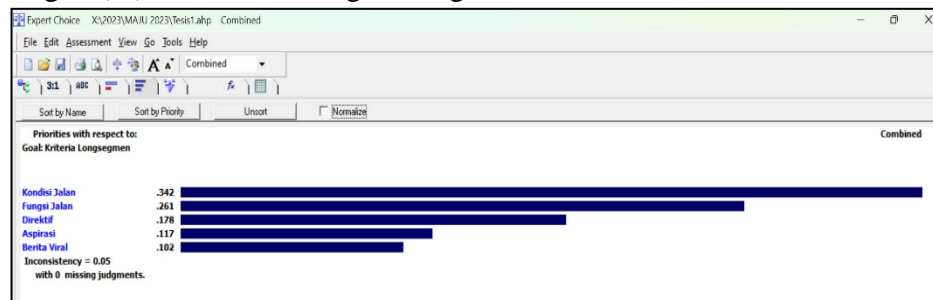 Expert Choice X:\2023\MAJU 2023\Tesis1.ahp Combined
File Edit Assessment View Go Tools Help
A A Combined
3:1 ABC fx
Sort by Name Sort by Priority Unsort Normalize
Priorities with respect to: Combined
Goal: Kriteria Longsegmen
Kondisi Jalan .342
Fungsi Jalan .261
Direktif .178
Aspirasi .117
Berita Viral .102
Inconsistency = 0.05
with 0 missing judgments.